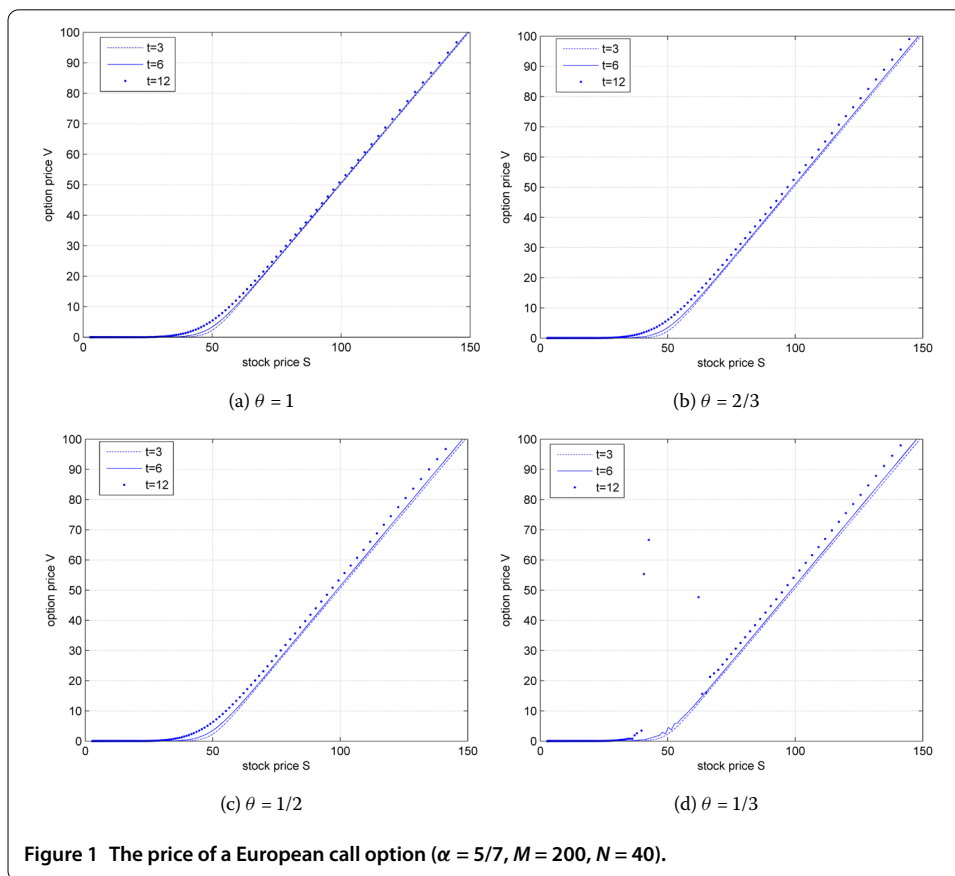 100
90
80
70
60
50
40
30
20
10
0
option price V
t=3
t=6
t=12
0 50 100 150
stock price S
(a) θ = 1
100
90
80
70
60
50
40
30
20
10
0
option price V
t=3
t=6
t=12
0 50 100 150
stock price S
(b) θ = 2/3
100
90
80
70
60
50
40
30
20
10
0
option price V
t=3
t=6
t=12
0 50 100 150
stock price S
(c) θ = 1/2
100
90
80
70
60
50
40
30
20
10
0
option price V
t=3
t=6
t=12
0 50 100 150
stock price S
(d) θ = 1/3
Figure 1 The price of a European call option (α = 5/7, M = 200, N = 40).